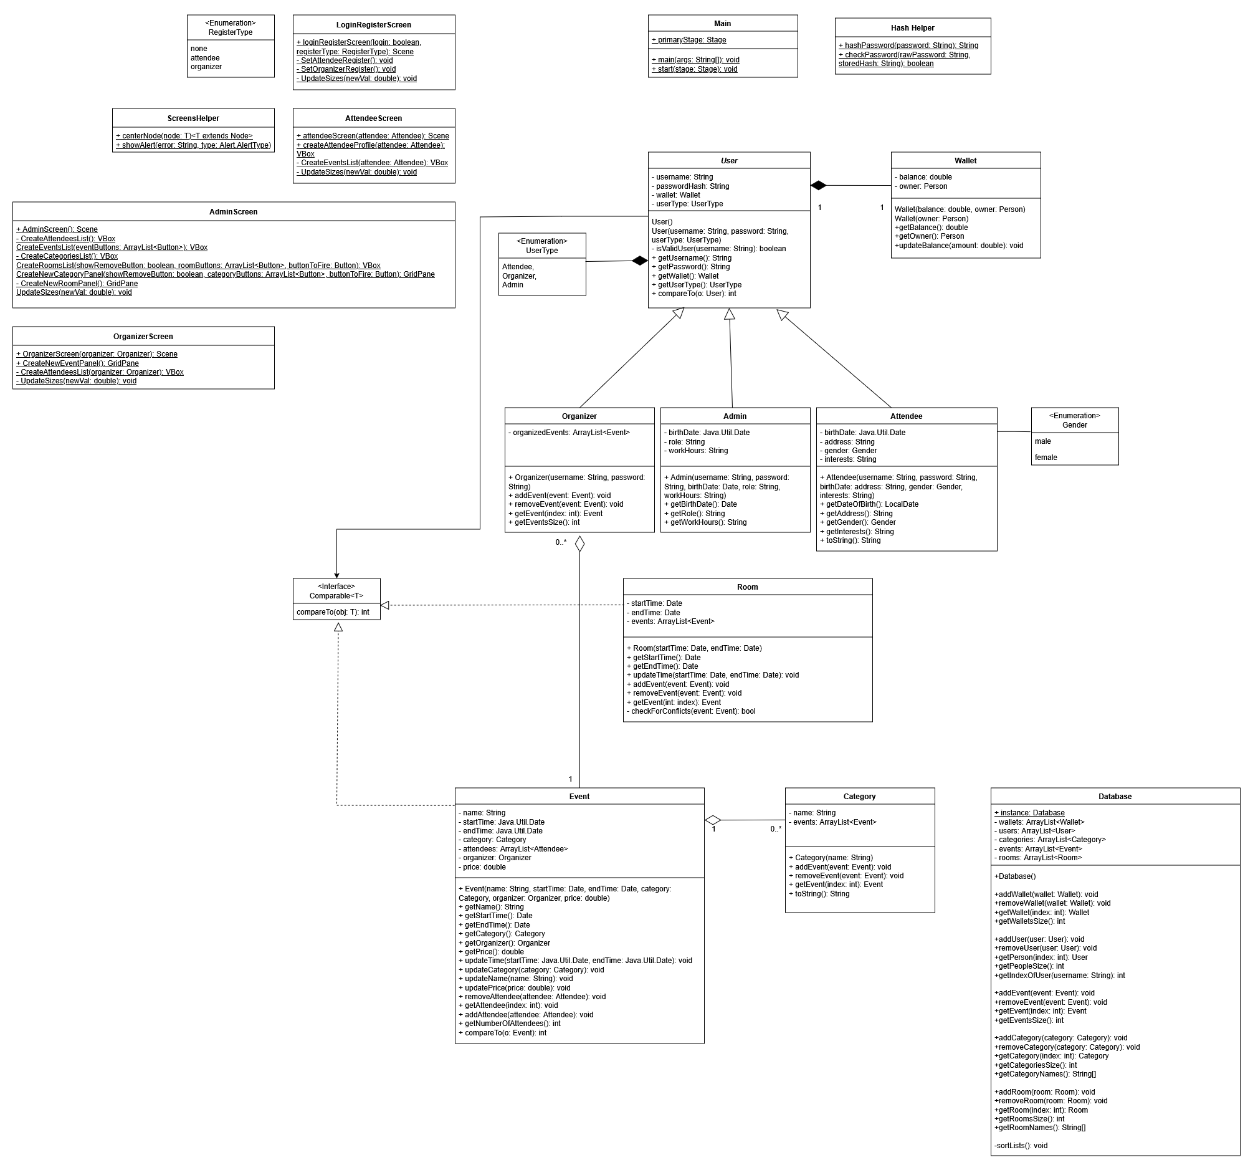 <Enumeration>
RegisterType
none
attendee
organizer
LoginRegisterScreen
+ loginRegisterScreen(login: boolean,
registerType: RegisterType): Scene
- SetAttendeeRegister(): void
- SetOrganizerRegister(): void
- UpdateSizes(newVal: double): void
Main
+ primaryStage: Stage
+ main(args: String[]): void
+ start(stage: Stage): void
Hash Helper
+ hashPassword(password: String): String
+ checkPassword(rawPassword: String,
storedHash: String): boolean
ScreensHelper
+ centerNode(node: T)<T extends Node>
+ showAlert(error: String, type: Alert.AlertType)
AttendeeScreen
+ attendeeScreen(attendee: Attendee): Scene
+ createAttendeeProfile(attendee: Attendee):
VBox
- CreateEventsList(attendee: Attendee): VBox
- UpdateSizes(newVal: double): void
AdminScreen
+ AdminScreen(): Scene
- CreateAttendeesList(): VBox
CreateEventsList(eventButtons: ArrayList<Button>): VBox
- CreateCategoriesList(): VBox
CreateRoomsList(showRemoveButton: boolean, roomButtons: ArrayList<Button>, buttonToFire: Button): VBox
CreateNewCategoryPanel(showRemoveButton: boolean, categoryButtons: ArrayList<Button>, buttonToFire: Button): GridPane
- CreateNewRoomPanel(): GridPane
UpdateSizes(newVal: double): void
OrganizerScreen
+ OrganizerScreen(organizer: Organizer): Scene
+ CreateNewEventPanel(): GridPane
- CreateAttendeesList(organizer: Organizer): VBox
- UpdateSizes(newVal: double): void
User
- username: String
- passwordHash: String
- wallet: Wallet
- userType: UserType
User()
User(username: String, password: String,
userType: UserType)
- isValidUser(username: String): boolean
+ getUsername(): String
+ getPassword(): String
+ getWallet(): Wallet
+ getUserType(): UserType
+ compareTo(o: User): int
1
1
Wallet
- balance: double
- owner: Person
Wallet(balance: double, owner: Person)
Wallet(owner: Person)
+getBalance(): double
+getOwner(): Person
+updateBalance(amount: double): void
<Enumeration>
UserType
Attendee,
Organizer,
Admin
Organizer
- organizedEvents: ArrayList<Event>
+ Organizer(username: String, password:
String)
+ addEvent(event: Event): void
+ removeEvent(event: Event): void
+ getEvent(index: int): Event
+ getEventsSize(): int
Admin
- birthDate: Java.Util.Date
- role: String
- workHours: String
+ Admin(username: String, password:
String, birthDate: Date, role: String,
workHours: String)
+ getBirthDate(): Date
+ getRole(): String
+ getWorkHours(): String
Attendee
- birthDate: Java.Util.Date
- address: String
- gender: Gender
- interests: String
+ Attendee(username: String, password: String,
birthDate: address: String, gender: Gender,
interests: String)
+ getDateOfBirth(): LocalDate
+ getAddress(): String
+ getGender(): Gender
+ getInterests(): String
+ toString(): String
<Enumeration>
Gender
male
female
0..*
<Interface>
Comparable<T>
compareTo(obj: T): int
Room
- startTime: Date
- endTime: Date
- events: ArrayList<Event>
+ Room(startTime: Date, endTime: Date)
+ getStartTime(): Date
+ getEndTime(): Date
+ updateTime(startTime: Date, endTime: Date): void
+ addEvent(event: Event): void
+ removeEvent(event: Event): void
+ getEvent(int: index): Event
- checkForConflicts(event: Event): bool
1
Event
- name: String
- startTime: Java.Util.Date
- endTime: Java.Util.Date
- category: Category
- attendees: ArrayList<Attendee>
- organizer: Organizer
- price: double
+ Event(name: String, startTime: Date, endTime: Date, category:
Category, organizer: Organizer, price: double)
+ getName(): String
+ getStartTime(): Date
+ getEndTime(): Date
+ getCategory(): Category
+ getOrganizer(): Organizer
+ getPrice(): double
+ updateTime(startTime: Java.Util.Date, endTime: Java.Util.Date): void
+ updateCategory(category: Category): void
+ updateName(name: String): void
+ updatePrice(price: double): void
+ removeAttendee(attendee: Attendee): void
+ getAttendee(index: int): void
+ addAttendee(attendee: Attendee): void
+ getNumberOfAttendees(): int
+ compareTo(o: Event): int
1
0..*
Category
- name: String
- events: ArrayList<Event>
+ Category(name: String)
+ addEvent(event: Event): void
+ removeEvent(event: Event): void
+ getEvent(index: int): Event
+ toString(): String
Database
+ instance: Database
- wallets: ArrayList<Wallet>
- users: ArrayList<User>
- categories: ArrayList<Category>
- events: ArrayList<Event>
- rooms: ArrayList<Room>
+Database()
+addWallet(wallet: Wallet): void
+removeWallet(wallet: Wallet): void
+getWallet(index: int): Wallet
+getWalletsSize(): int
+addUser(user: User): void
+removeUser(user: User): void
+getPerson(index: int): User
+getPeopleSize(): int
+getIndexOfUser(username: String): int
+addEvent(event: Event): void
+removeEvent(event: Event): void
+getEvent(index: int): Event
+getEventsSize(): int
+addCategory(category: Category): void
+removeCategory(category: Category): void
+getCategory(index: int): Category
+getCategoriesSize(): int
+getCategoryNames(): String[]
+addRoom(room: Room): void
+removeRoom(room: Room): void
+getRoom(index: int): Room
+getRoomsSize(): int
+getRoomNames(): String[]
-sortLists(): void